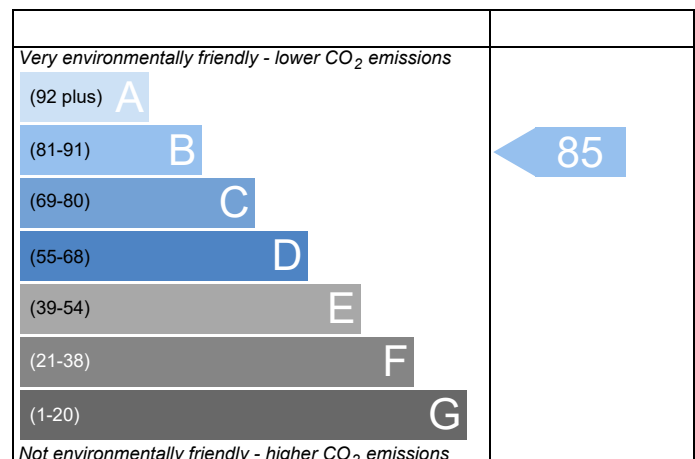 Very environmentally friendly - lower CO2 emissions
(92 plus) A
(81-91) B
85
(69-80) C
(55-68) D
(39-54) E
(21-38) F
(1-20) G
Not environmentally friendly - higher CO2 emissions